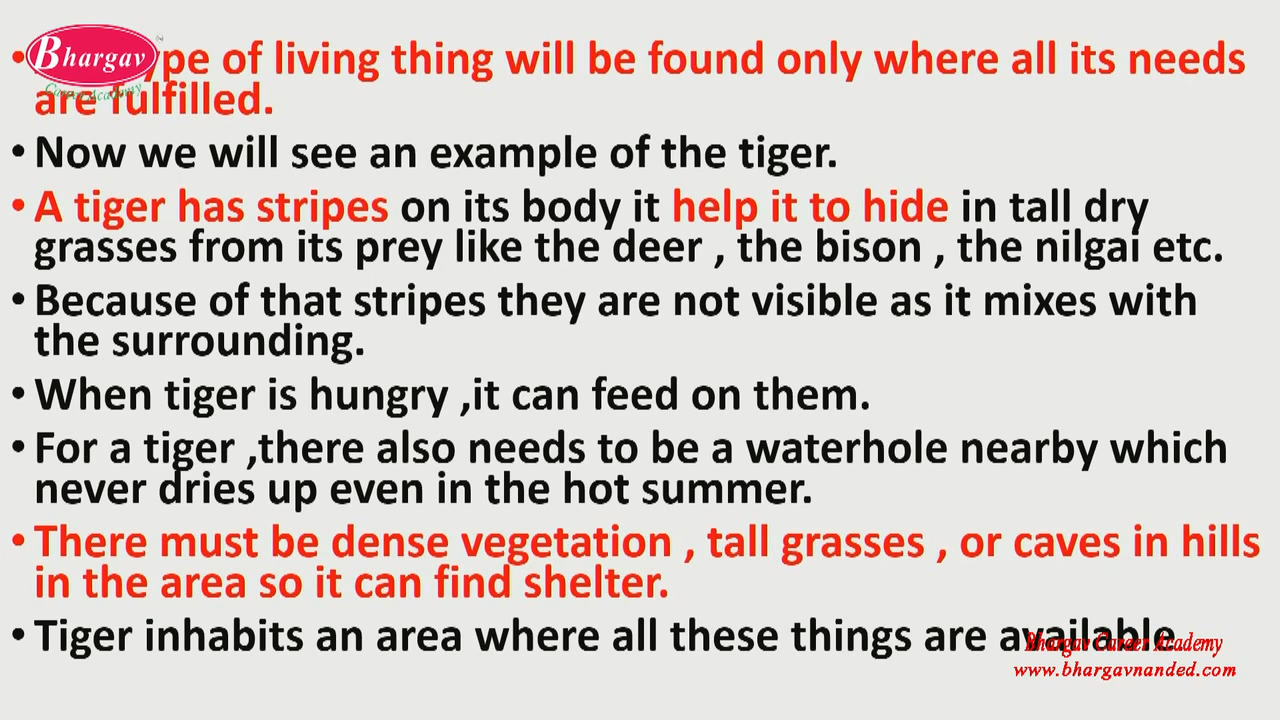 Bhargav
Career Academy
• ype of living thing will be found only where all its needs
are fulfilled.
• Now we will see an example of the tiger.
• A tiger has stripes on its body it help it to hide in tall dry
grasses from its prey like the deer , the bison , the nilgai etc.
• Because of that stripes they are not visible as it mixes with
the surrounding.
• When tiger is hungry ,it can feed on them.
• For a tiger ,there also needs to be a waterhole nearby which
never dries up even in the hot summer.
• There must be dense vegetation , tall grasses , or caves in hills
in the area so it can find shelter.
• Tiger inhabits an area where all these things are available.
Bhargav Career Academy
www.bhargavnanded.com